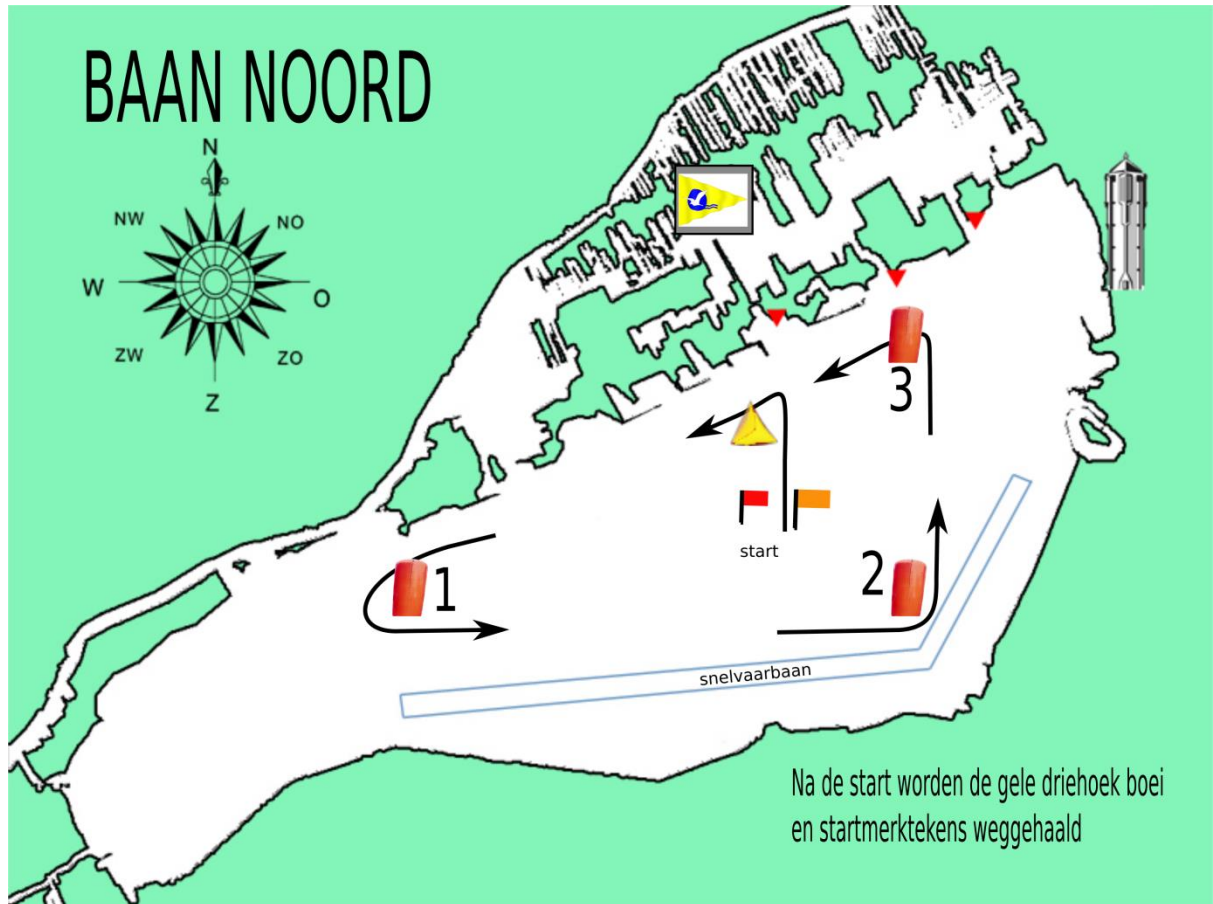 BAAN NOORD
N
NW
NO
W
O
ZW
ZO
Z
3
start
1
2
snelvaarbaan
Na de start worden de gele driehoek boei
en startmerktekens weggehaald